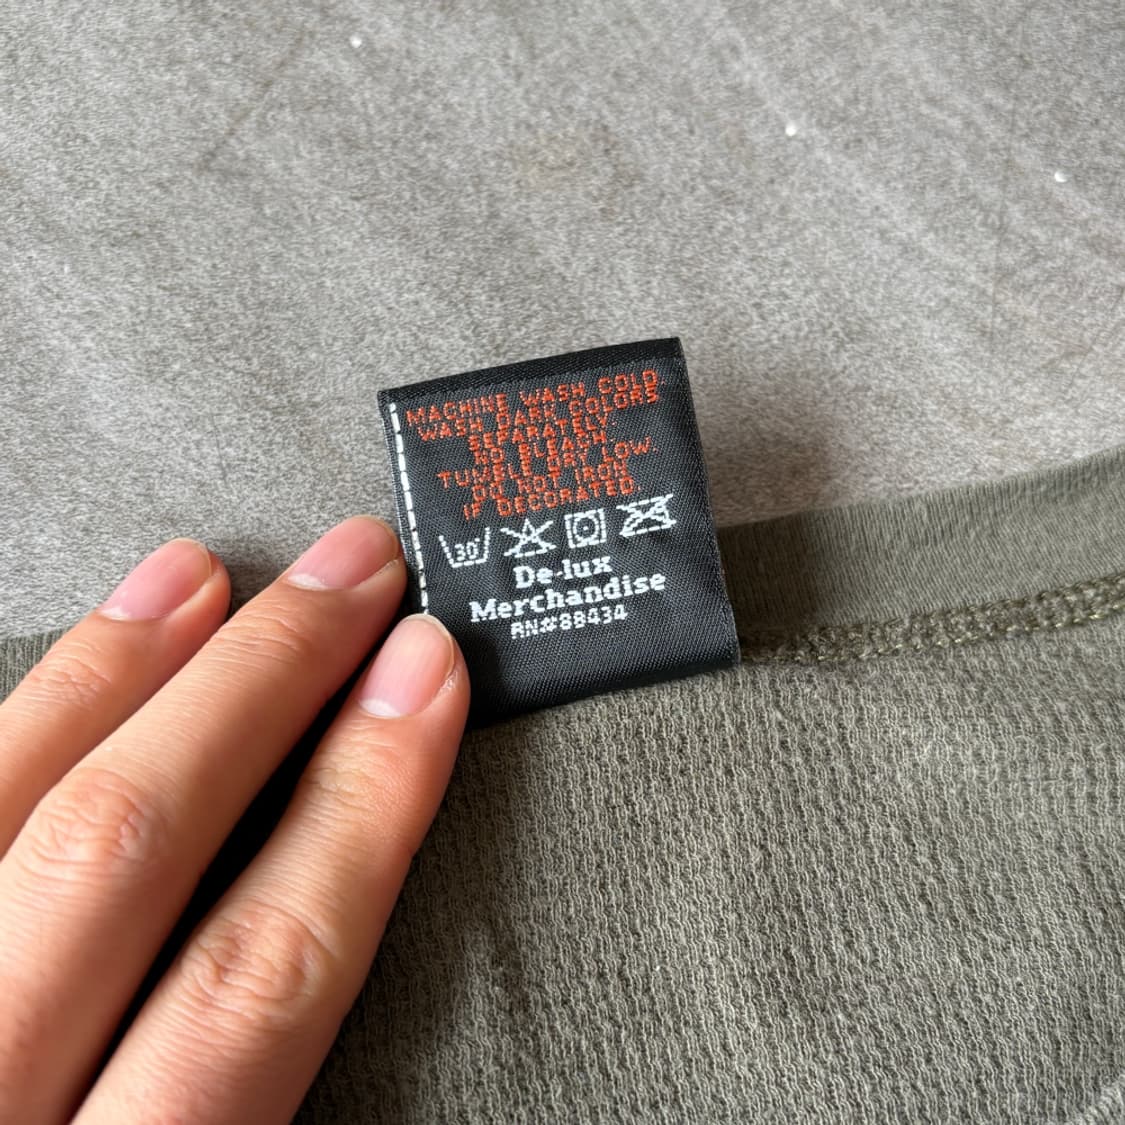 MACHINE WASH COLD
WASH DARK COLORS
SEPARATELY
NO BLEACH
TUMBLE DRY LOW.
DO NOT IRON
IF DECORATED
30°
De-lux
Merchandise
RN#88434